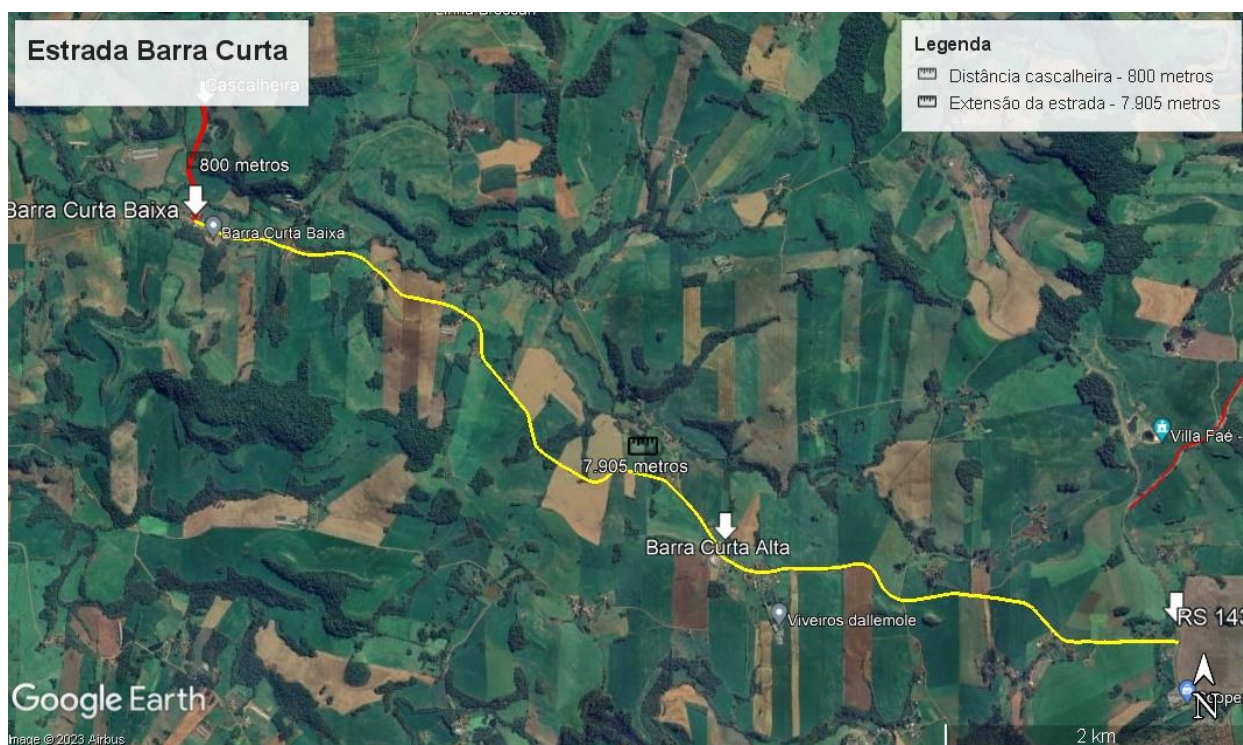 Estrada Barra Curta
Cascalheira
Legenda
Distância cascalheira - 800 metros
Extensão da estrada - 7.905 metros
800 metros
Barra Curta Baixa
Barra Curta Baixa
7.905 metros
Villa Faé -
Barra Curta Alta
Viveiros dallemole
RS 143
N
Google Earth
2 km
Image © 2023 Airbus